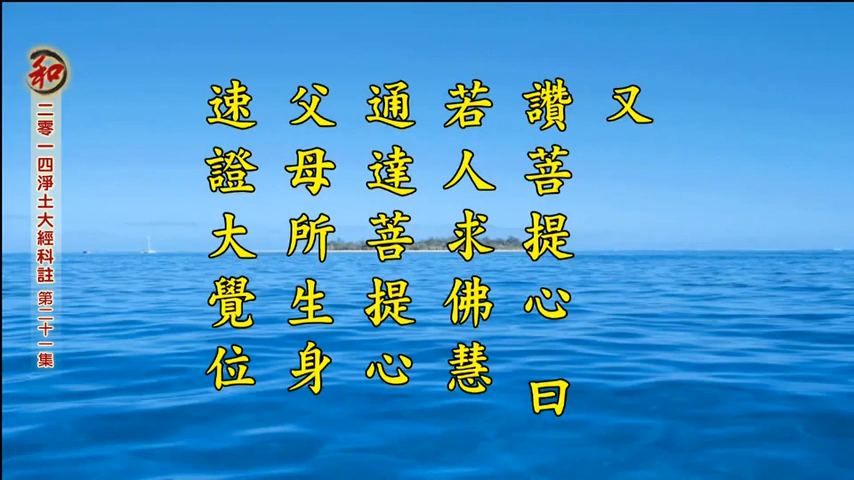 又
讚菩提心 曰
若人求佛慧
通達菩提心
父母所生身
速證大覺位
和
二零一四淨土大經科註 第二十一集